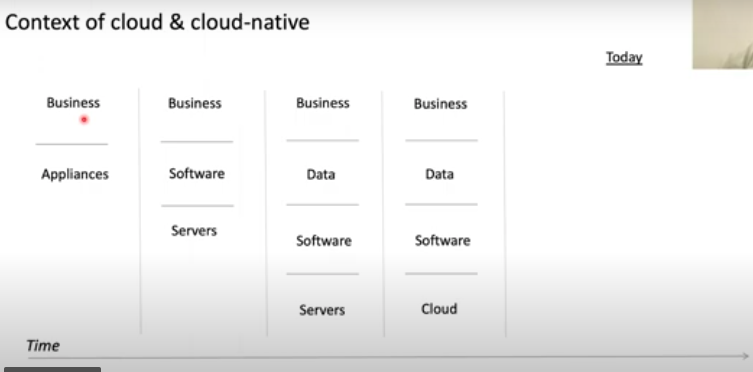 Context of cloud & cloud-native
Today
Business
Appliances
Business
Software
Servers
Business
Data
Software
Servers
Business
Data
Software
Cloud
Time